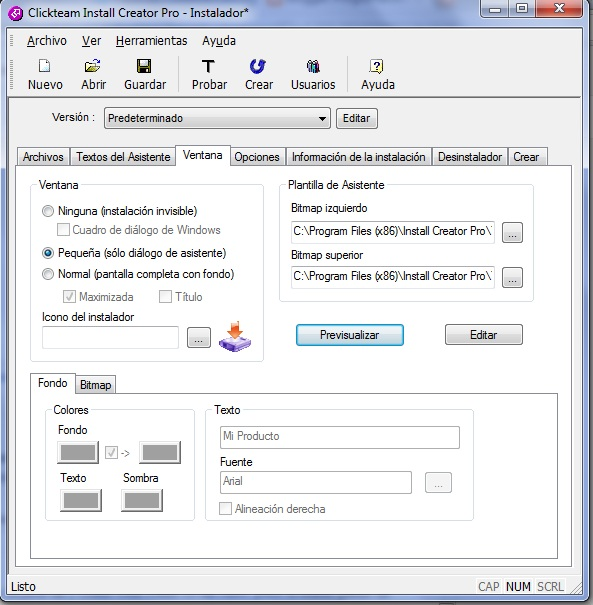 Clickteam Install Creator Pro - Instalador*
Archivo Ver Herramientas Ayuda
Nuevo Abrir Guardar Probar Crear Usuarios Ayuda
Versión : Predeterminado Editar
Archivos Textos del Asistente Ventana Opciones Información de la instalación Desinstalador Crear
Ventana
Ninguna (instalación invisible)
Cuadro de diálogo de Windows
Pequeña (sólo diálogo de asistente)
Normal (pantalla completa con fondo)
Maximizada Título
Icono del instalador
...
Plantilla de Asistente
Bitmap izquierdo
C:\Program Files (x86)\Install Creator Pro\ ...
Bitmap superior
C:\Program Files (x86)\Install Creator Pro\ ...
Previsualizar Editar
Fondo Bitmap
Colores
Fondo
->
Texto Sombra
Texto
Mi Producto
Fuente
Arial ...
Alineación derecha
Listo CAP NUM SCRL